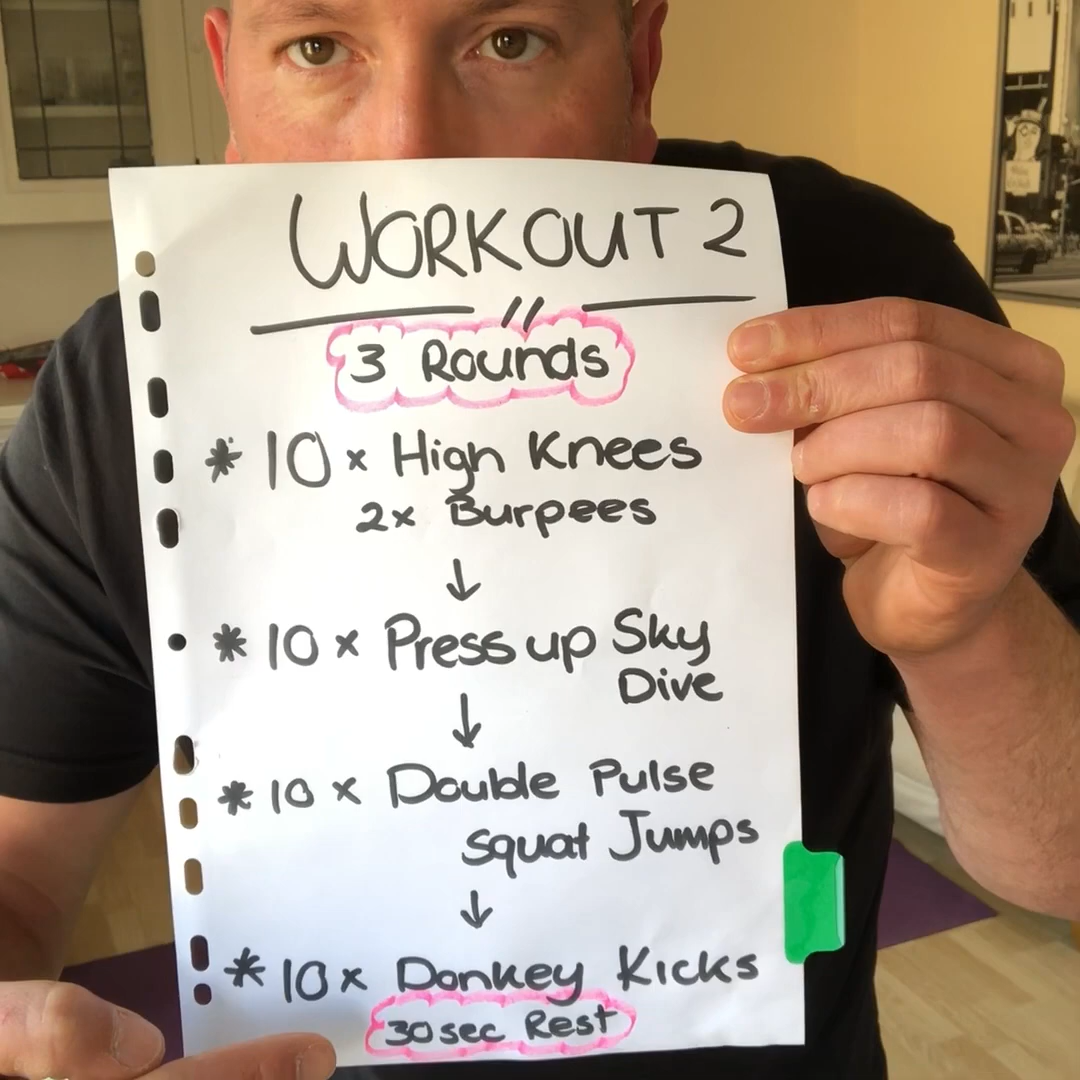 WORKOUT 2
3 Rounds
* 10 x High Knees
2x Burpees
↓
* 10 x Press up Sky
Dive
↓
* 10 x Double Pulse
Squat Jumps
↓
* 10 x Donkey Kicks
30 sec Rest